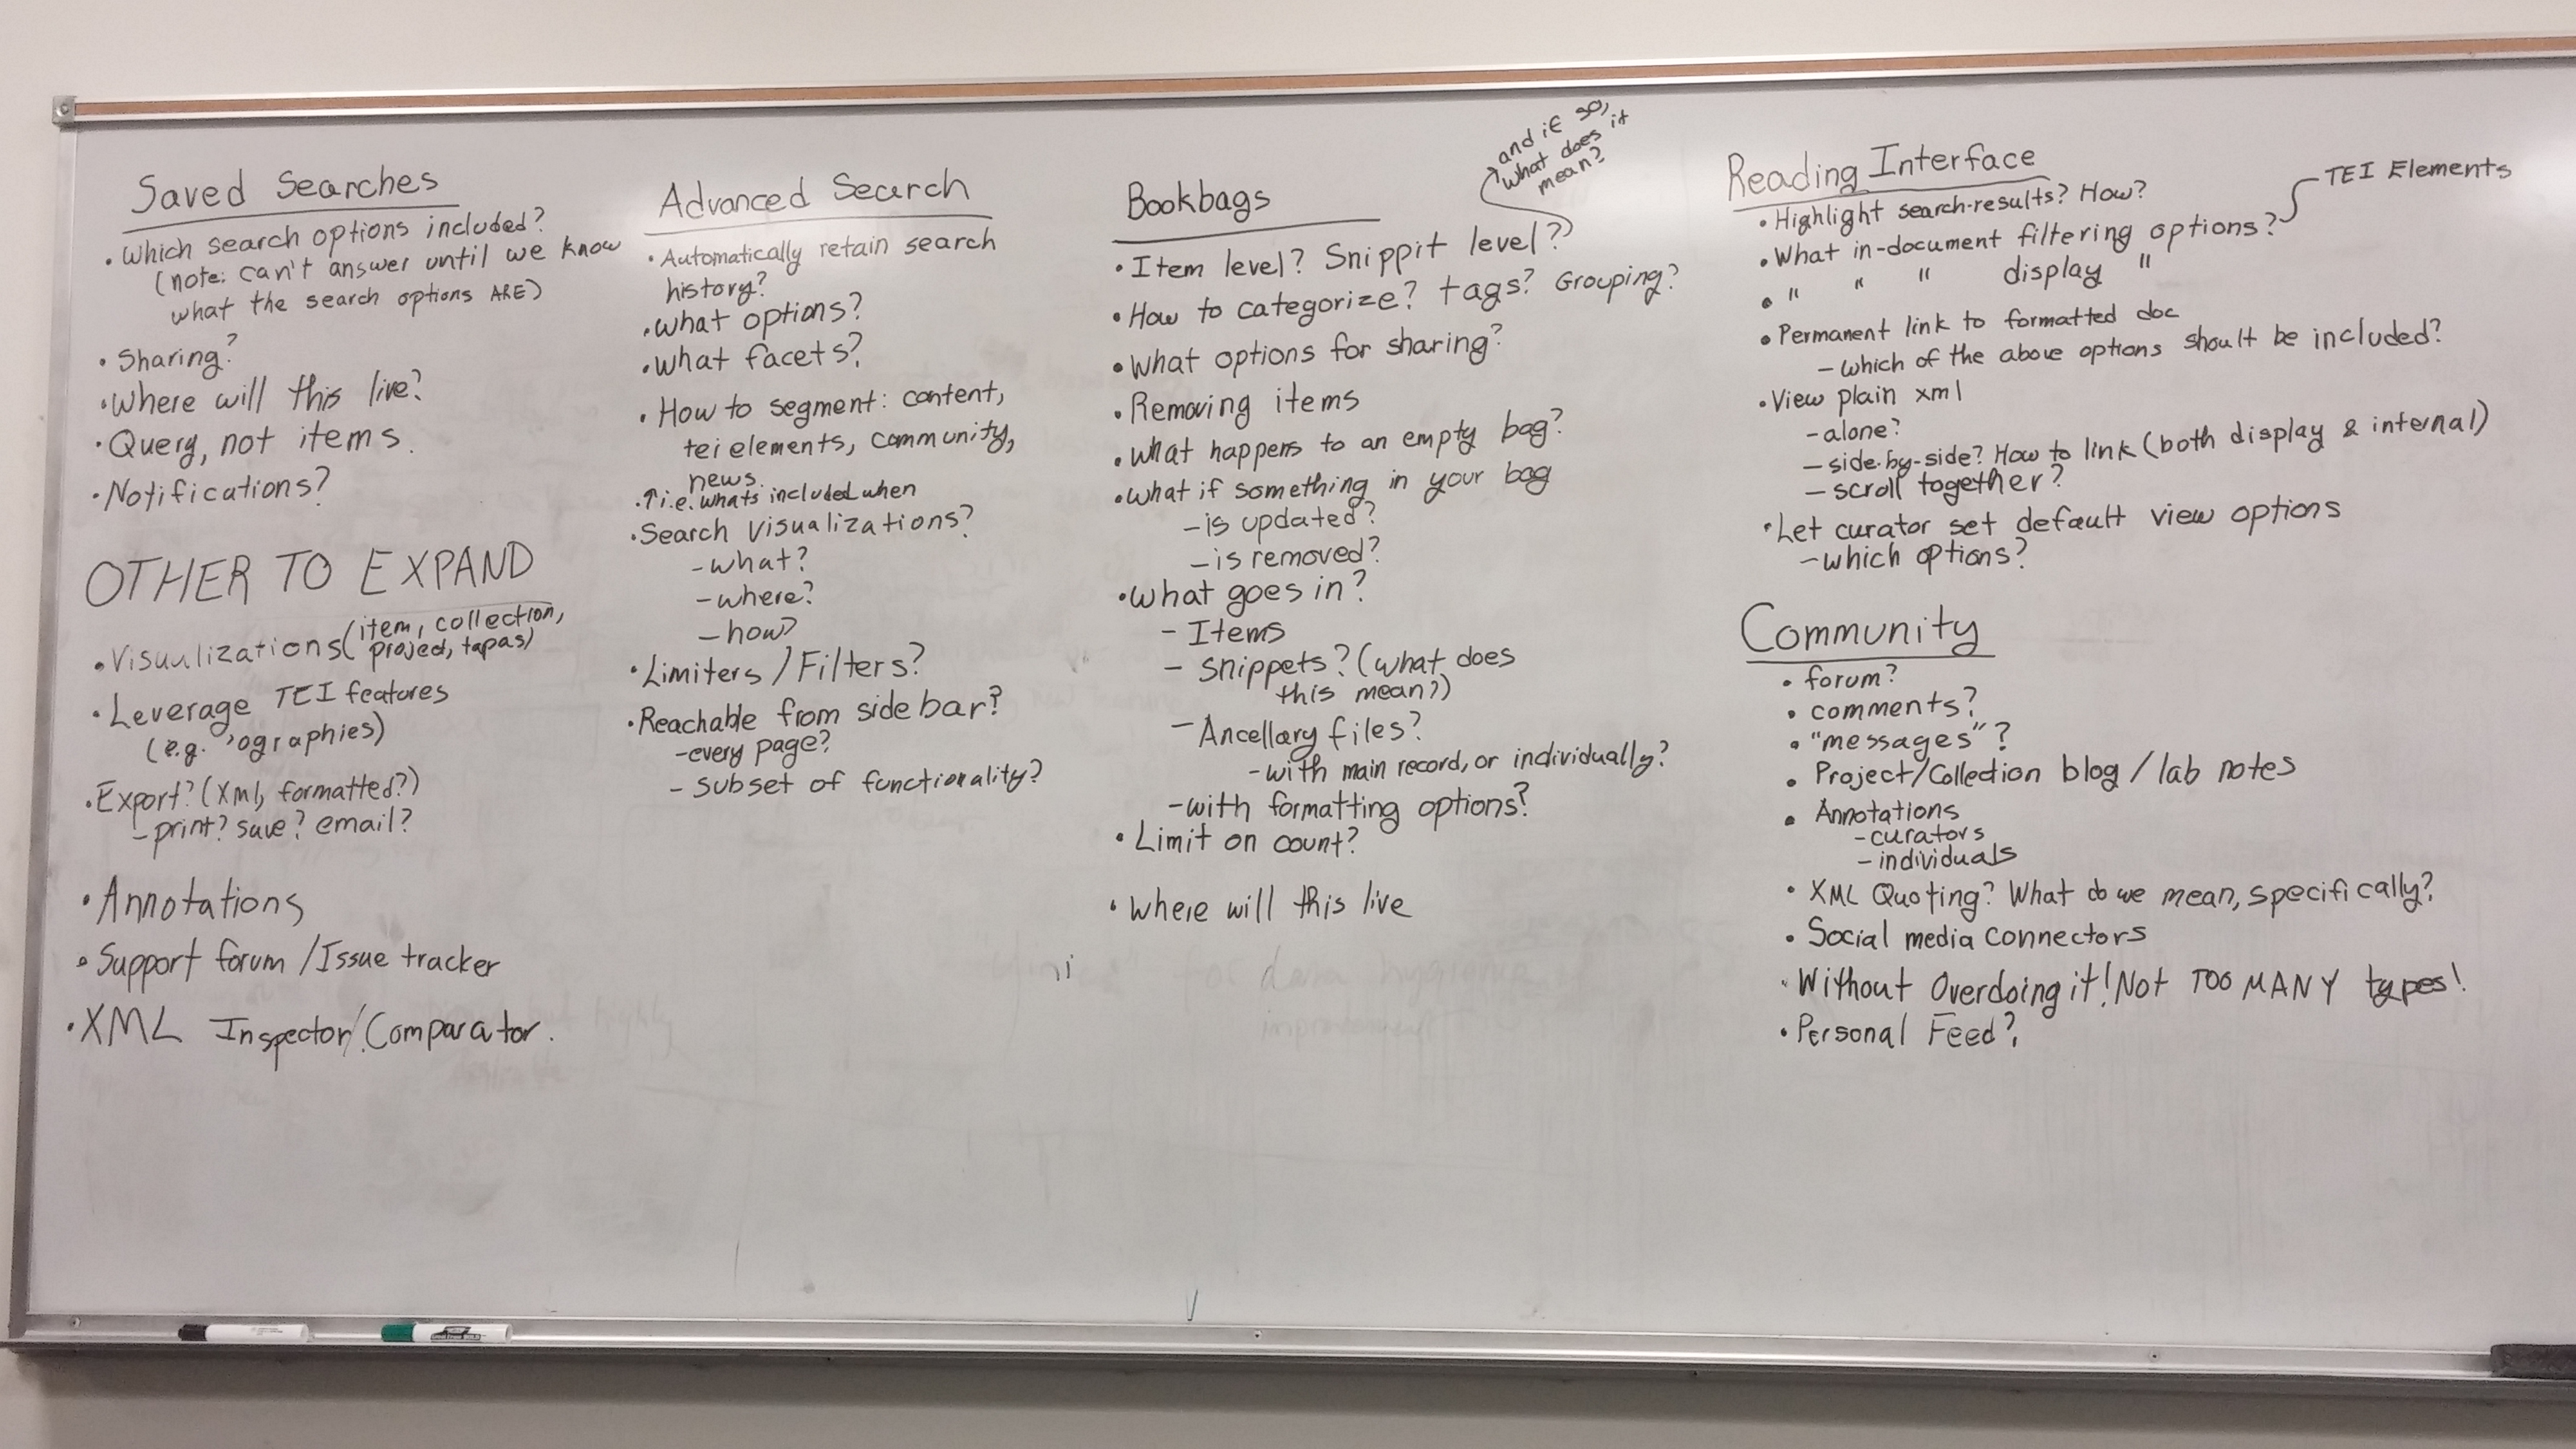 Saved Searches
• Which search options included?
(note: can't answer until we know
what the search options ARE)
• Sharing?
• Where will this live?
• Query, not items.
• Notifications?
OTHER TO EXPAND
• Visualizations (item, collection,
project, tapas)
• Leverage TEI features
(e.g. 'ographies)
• Export? (xml, formatted?)
- print? save? email?
• Annotations
• Support forum / Issue tracker
• XML Inspector/Comparator.
Advanced Search
• Automatically retain search
history?
• what options?
• what facets?
• How to segment: content,
tei elements, community,
news.
• ↑ i.e. whats included when
• Search visualizations?
- what?
- where?
- how?
• Limiters / Filters?
• Reachable from sidebar?
- every page?
- subset of functionality?
and if so,
what does it
mean?
Bookbags
• Item level? Snippit level?
• How to categorize? tags? Grouping?
• What options for sharing?
• Removing items
• What happens to an empty bag?
• What if something in your bag
- is updated?
- is removed?
• What goes in?
- Items
- snippets? (what does
this mean?)
- Ancellary files?
- with main record, or individually?
- with formatting options?
• Limit on count?
• where will this live
Reading Interface
• Highlight search-results? How?
• What in-document filtering options?
TEI Elements
• " " " display "
• Permanent link to formatted doc
- which of the above options shoult be included?
• View plain xml
- alone?
- side-by-side? How to link (both display & internal)
- scroll together?
• Let curator set default view options
- which options?
Community
• forum?
• comments?
• "messages"?
• Project/Collection blog / lab notes
• Annotations
- curators
- individuals
• XML Quoting? What do we mean, specifically?
• Social media connectors
• Without Overdoing it! Not TOO MANY types!
• Personal Feed?